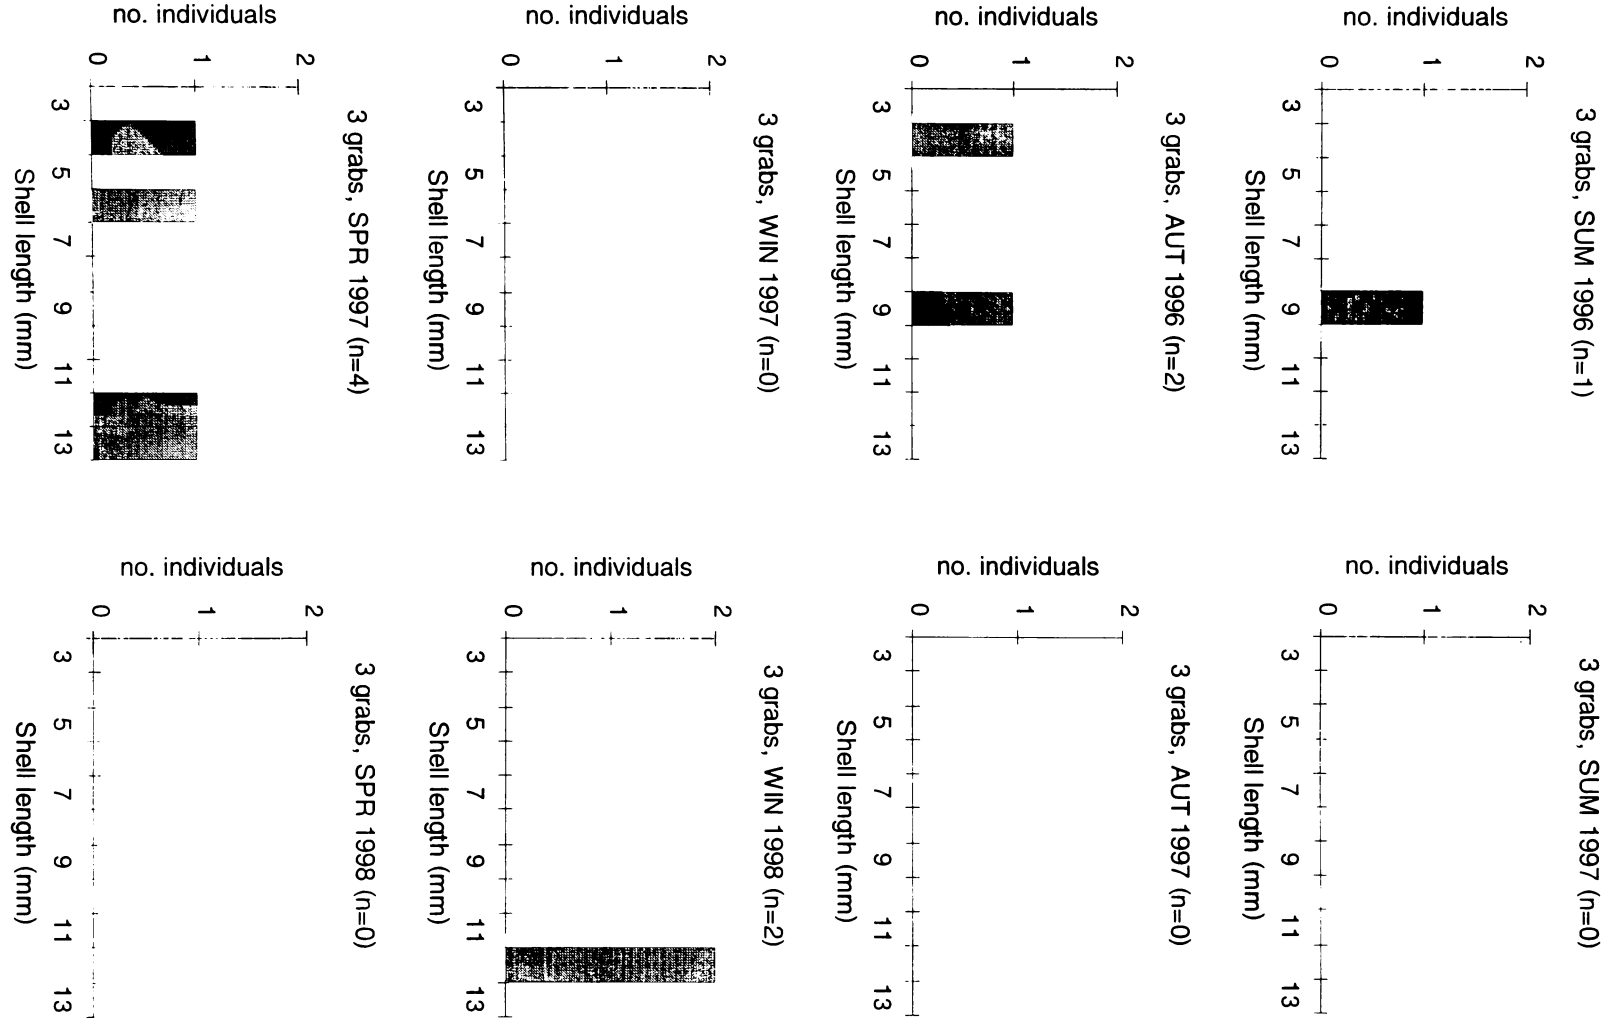 3 grabs, SUM 1996 (n=1)
no. individuals
2
1
0
3 5 7 9 11 13
Shell length (mm)
3 grabs, SUM 1997 (n=0)
no. individuals
2
1
0
3 5 7 9 11 13
Shell length (mm)
3 grabs, AUT 1996 (n=2)
no. individuals
2
1
0
3 5 7 9 11 13
Shell length (mm)
3 grabs, AUT 1997 (n=0)
no. individuals
2
1
0
3 5 7 9 11 13
Shell length (mm)
3 grabs, WIN 1997 (n=0)
no. individuals
2
1
0
3 5 7 9 11 13
Shell length (mm)
3 grabs, WIN 1998 (n=2)
no. individuals
2
1
0
3 5 7 9 11 13
Shell length (mm)
3 grabs, SPR 1997 (n=4)
no. individuals
2
1
0
3 5 7 9 11 13
Shell length (mm)
3 grabs, SPR 1998 (n=0)
no. individuals
2
1
0
3 5 7 9 11 13
Shell length (mm)